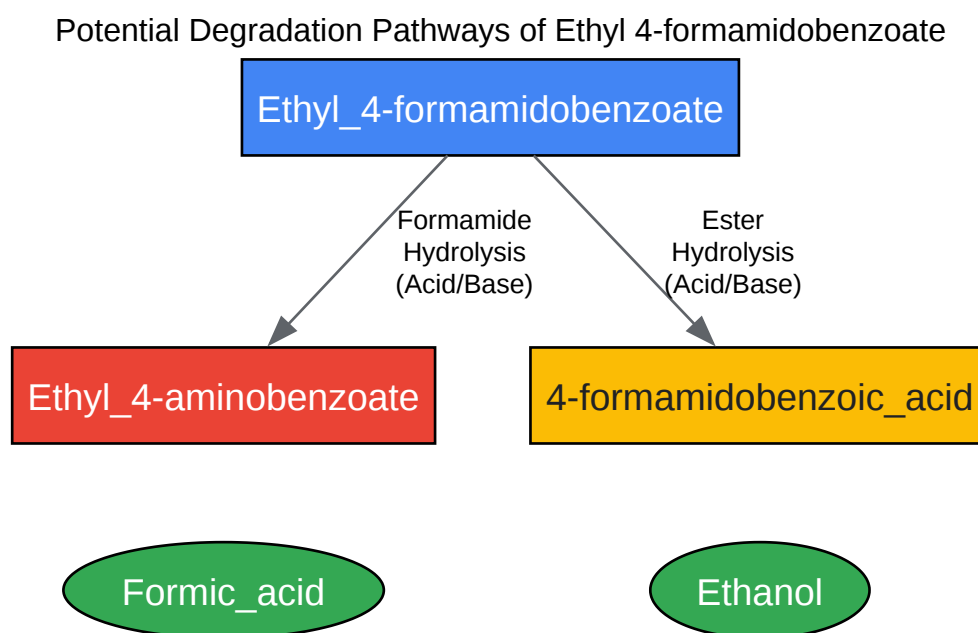 Potential Degradation Pathways of Ethyl 4-formamidobenzoate
Ethyl_4-formamidobenzoate
Formamide
Hydrolysis
(Acid/Base)
Ester
Hydrolysis
(Acid/Base)
Ethyl_4-aminobenzoate
4-formamidobenzoic_acid
Formic_acid
Ethanol